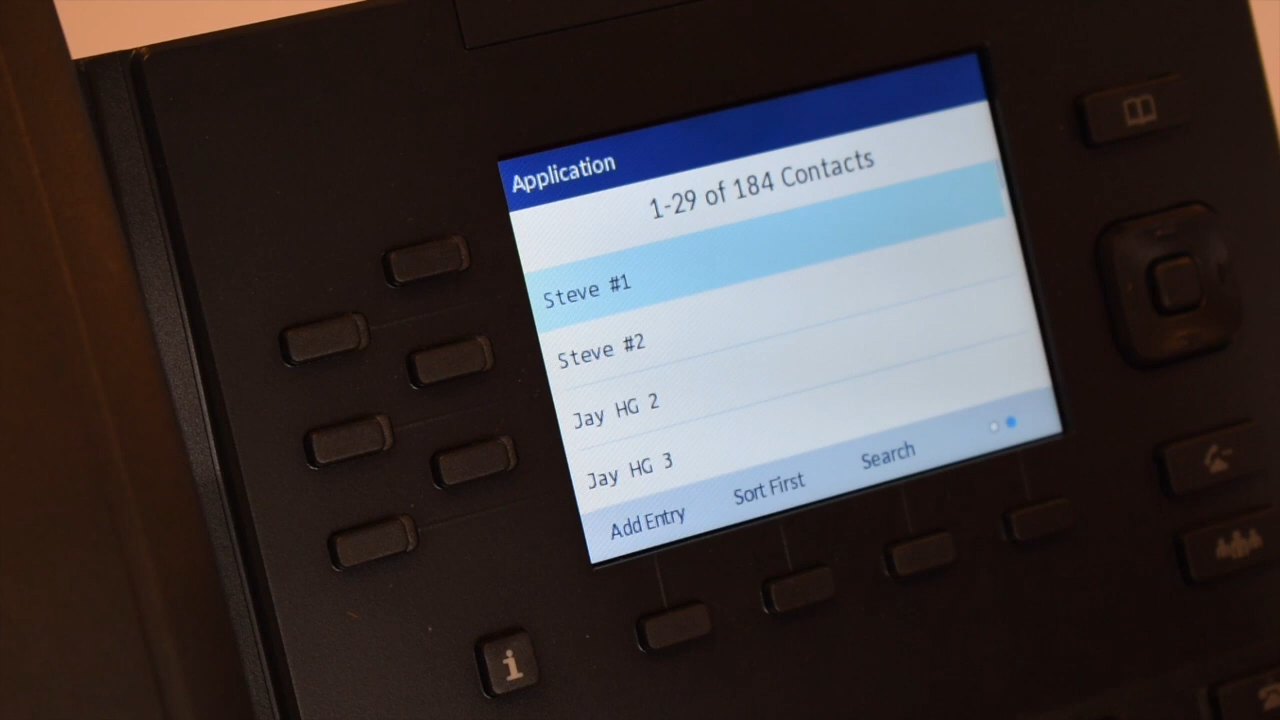 Application
1-29 of 184 Contacts
Steve #1
Steve #2
Jay HG 2
Jay HG 3
Add Entry Sort First Search
i